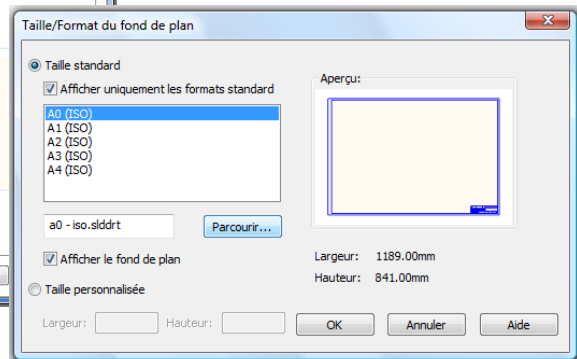 Taille/Format du fond de plan
Taille standard
Afficher uniquement les formats standard
A0 (ISO)
A1 (ISO)
A2 (ISO)
A3 (ISO)
A4 (ISO)
a0 - iso.slddrt
Parcourir...
Afficher le fond de plan
Taille personnalisée
Largeur:
Hauteur:
Aperçu:
Largeur: 1189.00mm
Hauteur: 841.00mm
OK
Annuler
Aide